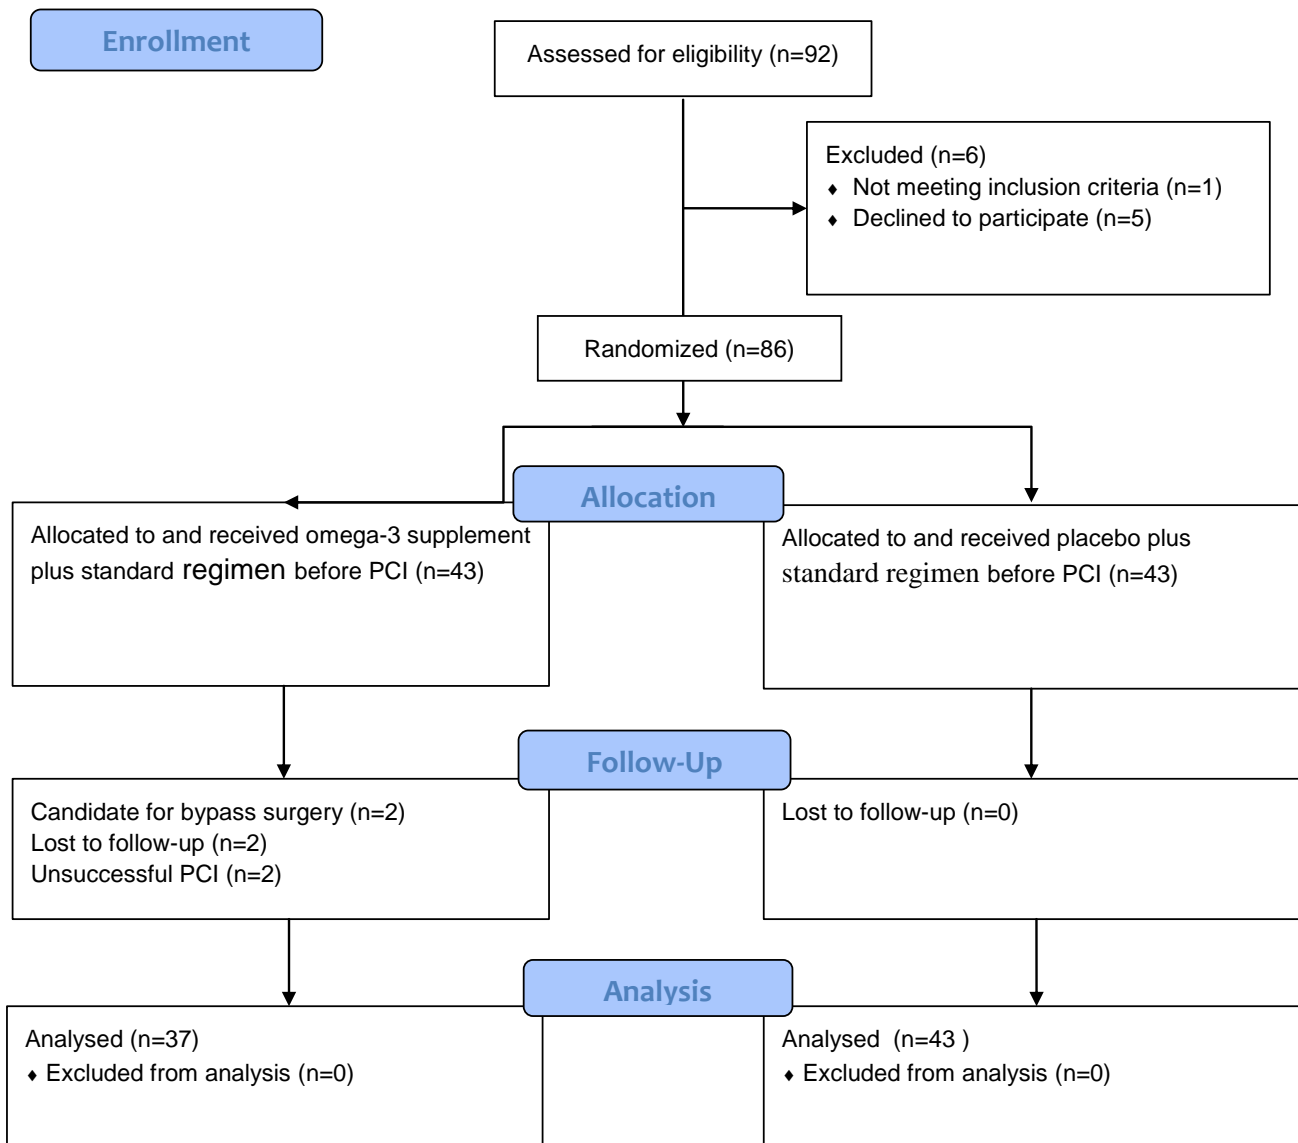 Enrollment
Assessed for eligibility (n=92)
Excluded (n=6)
♦ Not meeting inclusion criteria (n=1)
♦ Declined to participate (n=5)
Randomized (n=86)
Allocation
Allocated to and received omega-3 supplement
plus standard regimen before PCI (n=43)
Allocated to and received placebo plus
standard regimen before PCI (n=43)
Follow-Up
Candidate for bypass surgery (n=2)
Lost to follow-up (n=2)
Unsuccessful PCI (n=2)
Lost to follow-up (n=0)
Analysis
Analysed (n=37)
♦ Excluded from analysis (n=0)
Analysed (n=43 )
♦ Excluded from analysis (n=0)